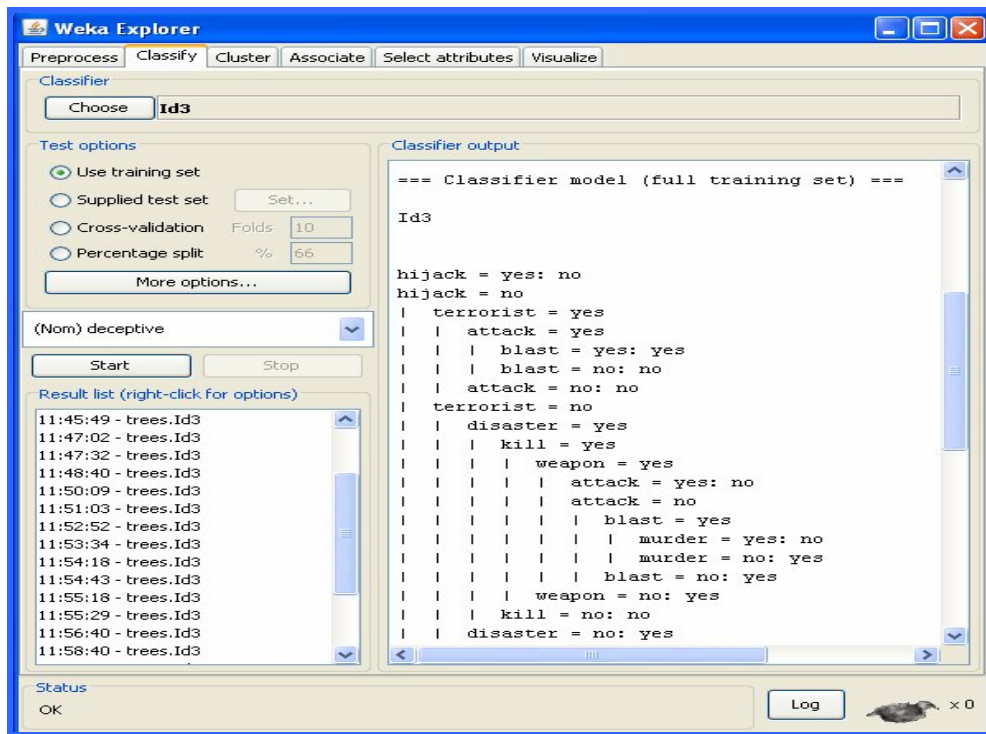 Weka Explorer
Preprocess Classify Cluster Associate Select attributes Visualize
Classifier
Choose Id3
Test options
Use training set
Supplied test set Set...
Cross-validation Folds 10
Percentage split % 66
More options...
(Nom) deceptive
Start Stop
Result list (right-click for options)
11:45:49 - trees.Id3
11:47:02 - trees.Id3
11:47:32 - trees.Id3
11:48:40 - trees.Id3
11:50:09 - trees.Id3
11:51:03 - trees.Id3
11:52:52 - trees.Id3
11:53:34 - trees.Id3
11:54:18 - trees.Id3
11:54:43 - trees.Id3
11:55:18 - trees.Id3
11:55:29 - trees.Id3
11:56:40 - trees.Id3
11:58:40 - trees.Id3
Classifier output
=== Classifier model (full training set) ===
Id3
hijack = yes: no
hijack = no
| terrorist = yes
| | attack = yes
| | | blast = yes: yes
| | | blast = no: no
| | attack = no: no
| terrorist = no
| | disaster = yes
| | | kill = yes
| | | | weapon = yes
| | | | | attack = yes: no
| | | | | attack = no
| | | | | | blast = yes
| | | | | | | murder = yes: no
| | | | | | | murder = no: yes
| | | | | | blast = no: yes
| | | | weapon = no: yes
| | | kill = no: no
| | disaster = no: yes
Status
OK
Log x 0